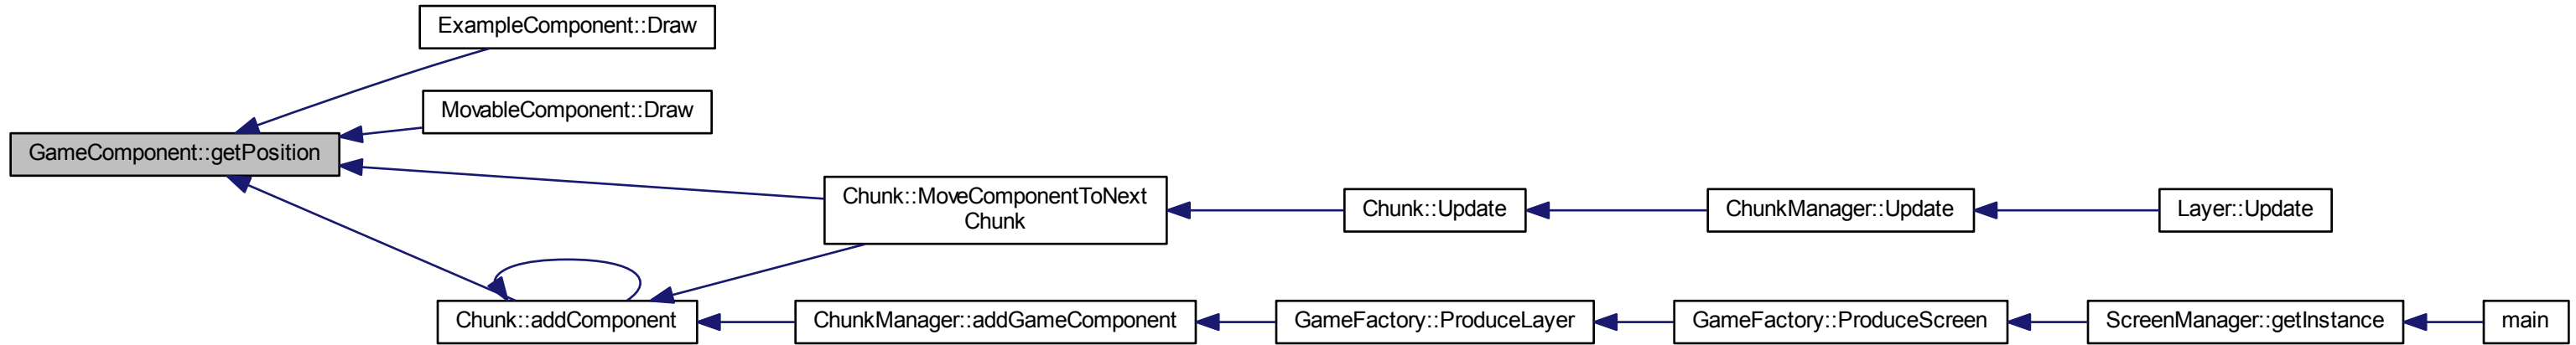 ExampleComponent::Draw
MovableComponent::Draw
GameComponent::getPosition
Chunk::MoveComponentToNext
Chunk
Chunk::Update
ChunkManager::Update
Layer::Update
Chunk::addComponent
ChunkManager::addGameComponent
GameFactory::ProduceLayer
GameFactory::ProduceScreen
ScreenManager::getInstance
main